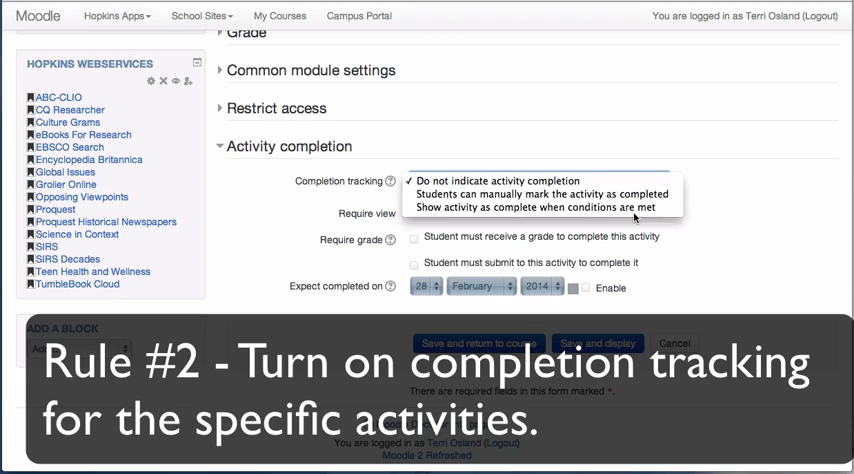 Moodle Hopkins Apps School Sites My Courses Campus Portal You are logged in as Terri Osland (Logout)
Grade
HOPKINS WEBSERVICES
ABC-CLIO
CQ Researcher
Culture Grams
eBooks For Research
EBSCO Search
Encyclopedia Britannica
Global Issues
Grolier Online
Opposing Viewpoints
Proquest
Proquest Historical Newspapers
Science in Context
SIRS
SIRS Decades
Teen Health and Wellness
TumbleBook Cloud
ADD A BLOCK
Common module settings
Restrict access
Activity completion
Completion tracking
✓ Do not indicate activity completion
Students can manually mark the activity as completed
Show activity as complete when conditions are met
Require view
Require grade Student must receive a grade to complete this activity
Student must submit to this activity to complete it
Expect completed on 28 February 2014 Enable
Save and return to course Save and display Cancel
Rule #2 - Turn on completion tracking
for the specific activities.
There are required fields in this form marked *.
You are logged in as Terri Osland (Logout)
Moodle 2 Refreshed